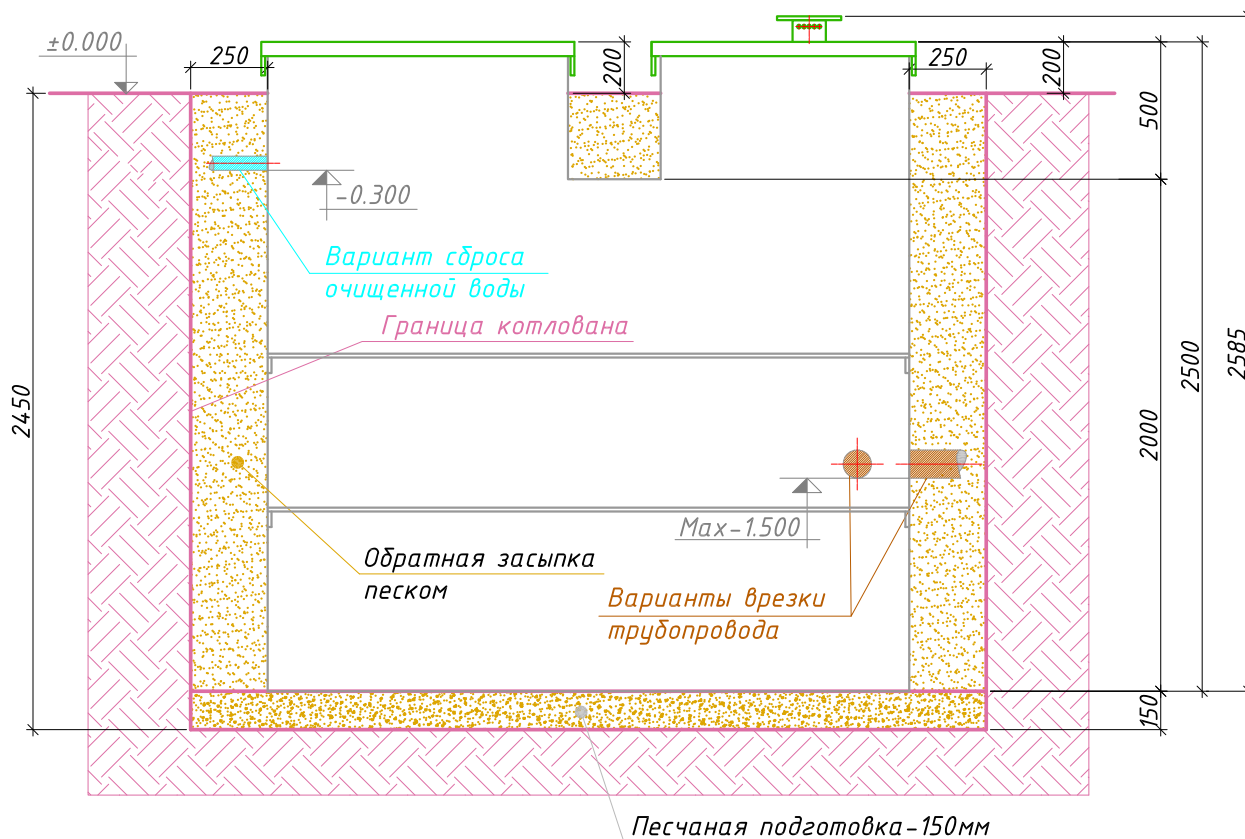 ±0.000
250
200
250
200
500
-0.300
Вариант сброса
очищенной воды
Граница котлована
2450
2500
2585
2000
Max-1.500
Обратная засыпка
песком
Варианты врезки
трубопровода
150
Песчаная подготовка-150мм